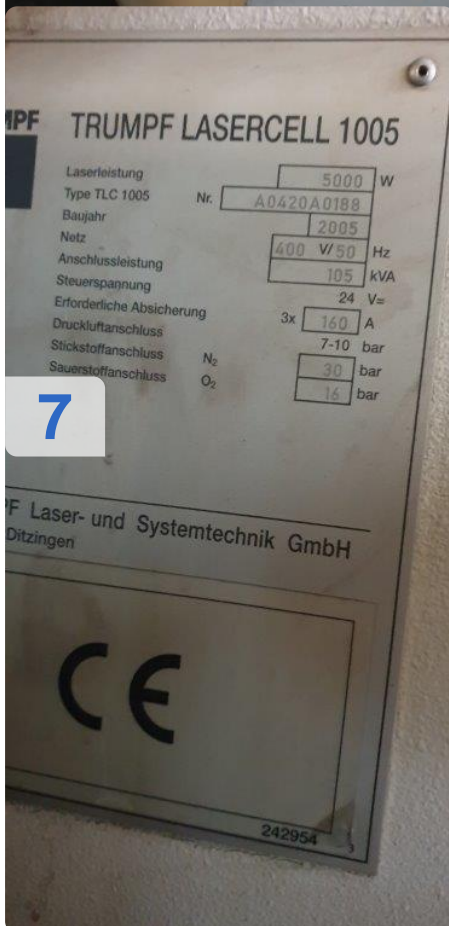 MPF TRUMPF LASERCELL 1005
Laserleistung 5000 W
Type TLC 1005 Nr. A0420A0188
Baujahr 2005
Netz 400 V/50 Hz
Anschlussleistung 105 kVA
Steuerspannung 24 V=
Erforderliche Absicherung 3x 160 A
Druckluftanschluss 7-10 bar
Stickstoffanschluss N₂ 30 bar
Sauerstoffanschluss O₂ 16 bar
7
PF Laser- und Systemtechnik GmbH
Ditzingen
CE
242954